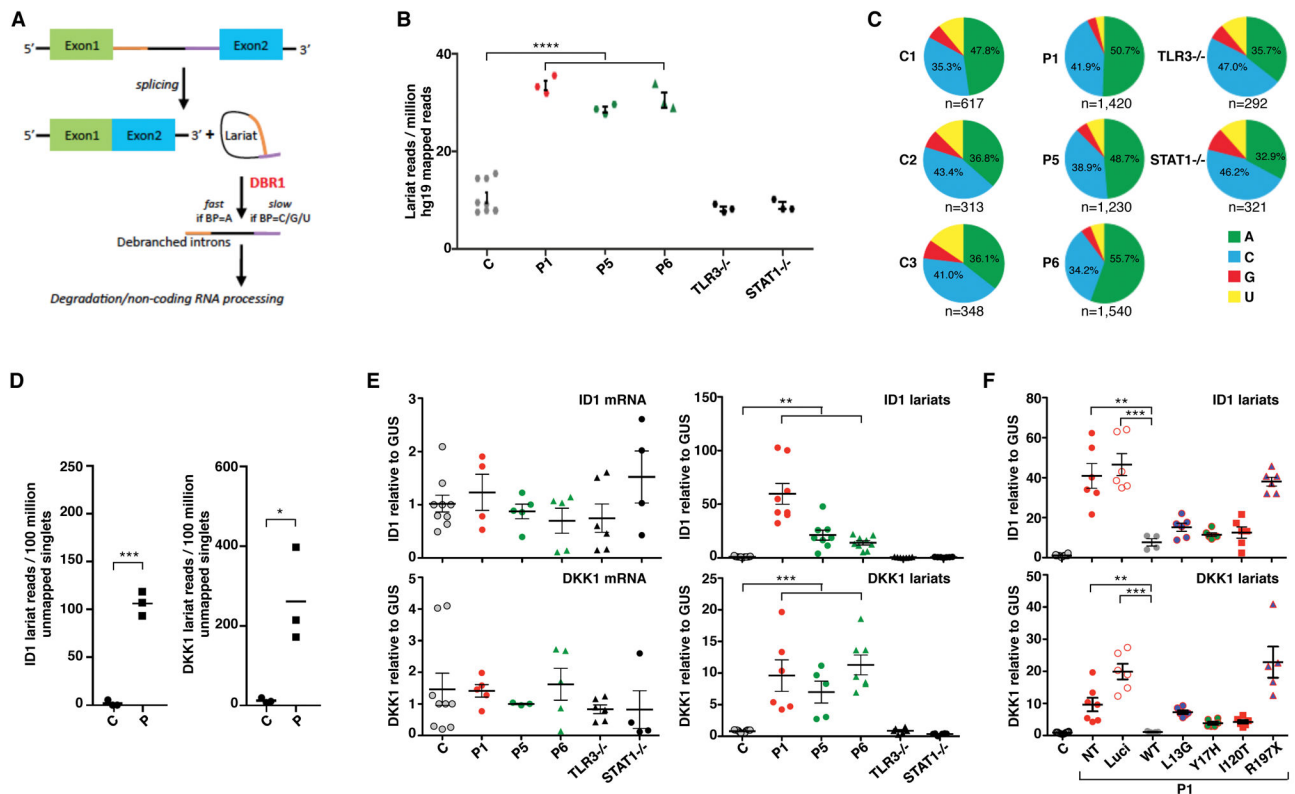 A
5′
Exon1
Exon2
3′
splicing
5′
Exon1
Exon2
3′ +
Lariat
DBR1
fast
if BP=A
slow
if BP=C/G/U
Debranched introns
Degradation/non-coding RNA processing
B
Lariat reads / million
hg19 mapped reads
40
20
0
****
C
P1
P5
P6
TLR3-/-
STAT1-/-
C
C1
47.8%
35.3%
n=617
P1
50.7%
41.9%
n=1,420
TLR3-/-
35.7%
47.0%
n=292
C2
36.8%
43.4%
n=313
P5
48.7%
38.9%
n=1,230
STAT1-/-
32.9%
46.2%
n=321
C3
36.1%
41.0%
n=348
P6
55.7%
34.2%
n=1,540
A
C
G
U
D
ID1 lariat reads / 100 million
unmapped singlets
250
200
150
100
50
0
***
C
P
DKK1 lariat reads / 100 million
unmapped singlets
600
400
200
0
*
C
P
E
ID1 mRNA
ID1 relative to GUS
3
2
1
0
ID1 lariats
ID1 relative to GUS
150
100
50
0
**
DKK1 mRNA
DKK1 relative to GUS
5
4
3
2
1
0
C
P1
P5
P6
TLR3-/-
STAT1-/-
DKK1 lariats
DKK1 relative to GUS
30
25
20
15
10
5
0
***
C
P1
P5
P6
TLR3-/-
STAT1-/-
F
ID1 lariats
ID1 relative to GUS
80
60
40
20
0
**
***
DKK1 lariats
DKK1 relative to GUS
50
40
30
20
10
0
**
***
C
NT
Luci
WT
L13G
Y17H
I120T
R197X
P1